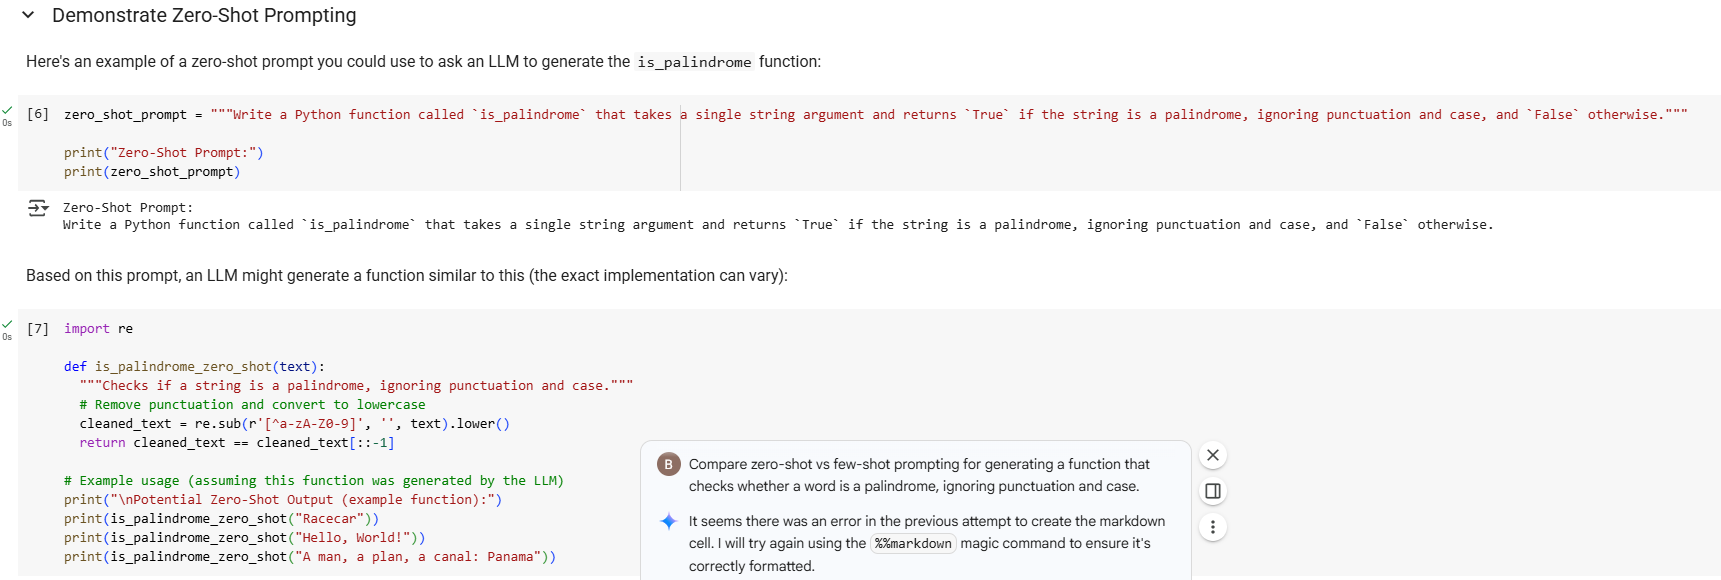 Demonstrate Zero-Shot Prompting
Here's an example of a zero-shot prompt you could use to ask an LLM to generate the is_palindrome function:
[6] zero_shot_prompt = """Write a Python function called `is_palindrome` that takes a single string argument and returns `True` if the string is a palindrome, ignoring punctuation and case, and `False` otherwise."""
0s
print("Zero-Shot Prompt:")
print(zero_shot_prompt)
Zero-Shot Prompt:
Write a Python function called `is_palindrome` that takes a single string argument and returns `True` if the string is a palindrome, ignoring punctuation and case, and `False` otherwise.
Based on this prompt, an LLM might generate a function similar to this (the exact implementation can vary):
[7] import re
0s
def is_palindrome_zero_shot(text):
"""Checks if a string is a palindrome, ignoring punctuation and case."""
# Remove punctuation and convert to lowercase
cleaned_text = re.sub(r'[^a-zA-Z0-9]', '', text).lower()
return cleaned_text == cleaned_text[::-1]
# Example usage (assuming this function was generated by the LLM)
print("\nPotential Zero-Shot Output (example function):")
print(is_palindrome_zero_shot("Racecar"))
print(is_palindrome_zero_shot("Hello, World!"))
print(is_palindrome_zero_shot("A man, a plan, a canal: Panama"))
B Compare zero-shot vs few-shot prompting for generating a function that
checks whether a word is a palindrome, ignoring punctuation and case.
It seems there was an error in the previous attempt to create the markdown
cell. I will try again using the %%markdown magic command to ensure it's
correctly formatted.